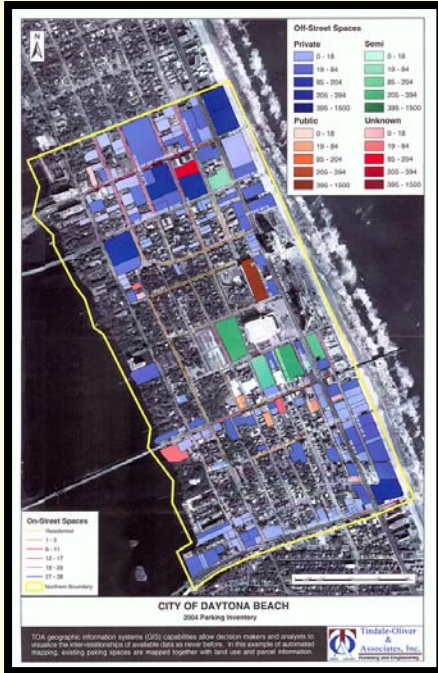 N
Off-Street Spaces
Private
0 - 18
19 - 84
85 - 204
205 - 394
395 - 1500
Semi
0 - 18
19 - 84
85 - 204
205 - 394
395 - 1500
Public
0 - 18
19 - 84
85 - 204
205 - 394
395 - 1500
Unknown
0 - 18
19 - 84
85 - 204
205 - 394
395 - 1500
On-Street Spaces
Residential
1 - 5
6 - 11
12 - 17
18 - 26
27 - 38
Northern Boundary
CITY OF DAYTONA BEACH
2004 Parking Inventory
TOA geographic information systems (GIS) capabilities allow decision makers and analysts to
visualize the inter-relationships of available data as never before. In this example of automated
mapping, existing paking spaces are mapped together with land use and parcel information.
Tindale-Oliver
&
Associates, Inc.